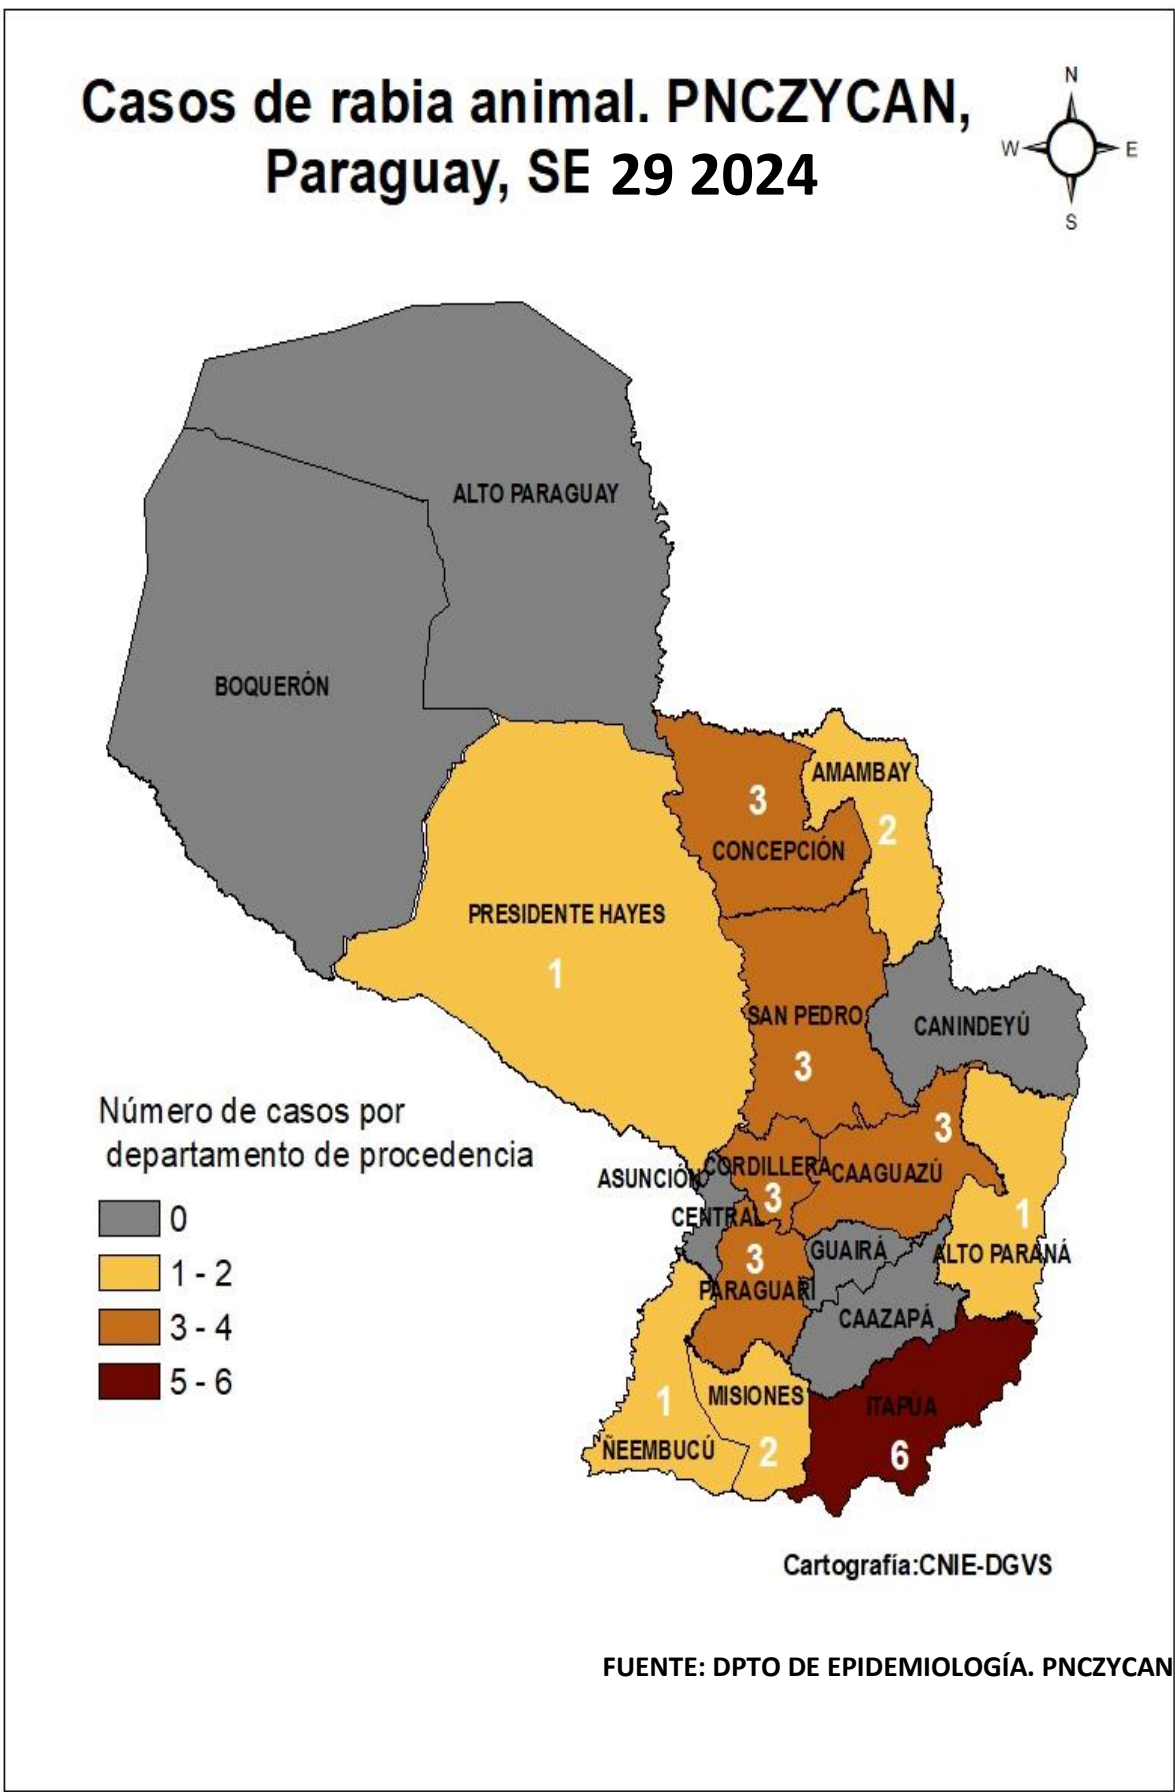 Casos de rabia animal. PNCZYCAN,
Paraguay, SE 29 2024
N
W
E
S
ALTO PARAGUAY
BOQUERÓN
AMAMBAY
3
2
CONCEPCIÓN
PRESIDENTE HAYES
1
SAN PEDRO
CANINDEYÚ
3
Número de casos por
departamento de procedencia
0
1 - 2
3 - 4
5 - 6
3
ASUNCIÓN
CORDILLERA
CAAGUAZÚ
3
CENTRAL
1
3
GUAIRÁ
ALTO PARANÁ
PARAGUARÍ
CAAZAPÁ
MISIONES
1
ITAPÚA
ÑEEMBUCÚ
2
6
Cartografía:CNIE-DGVS
FUENTE: DPTO DE EPIDEMIOLOGÍA. PNCZYCAN